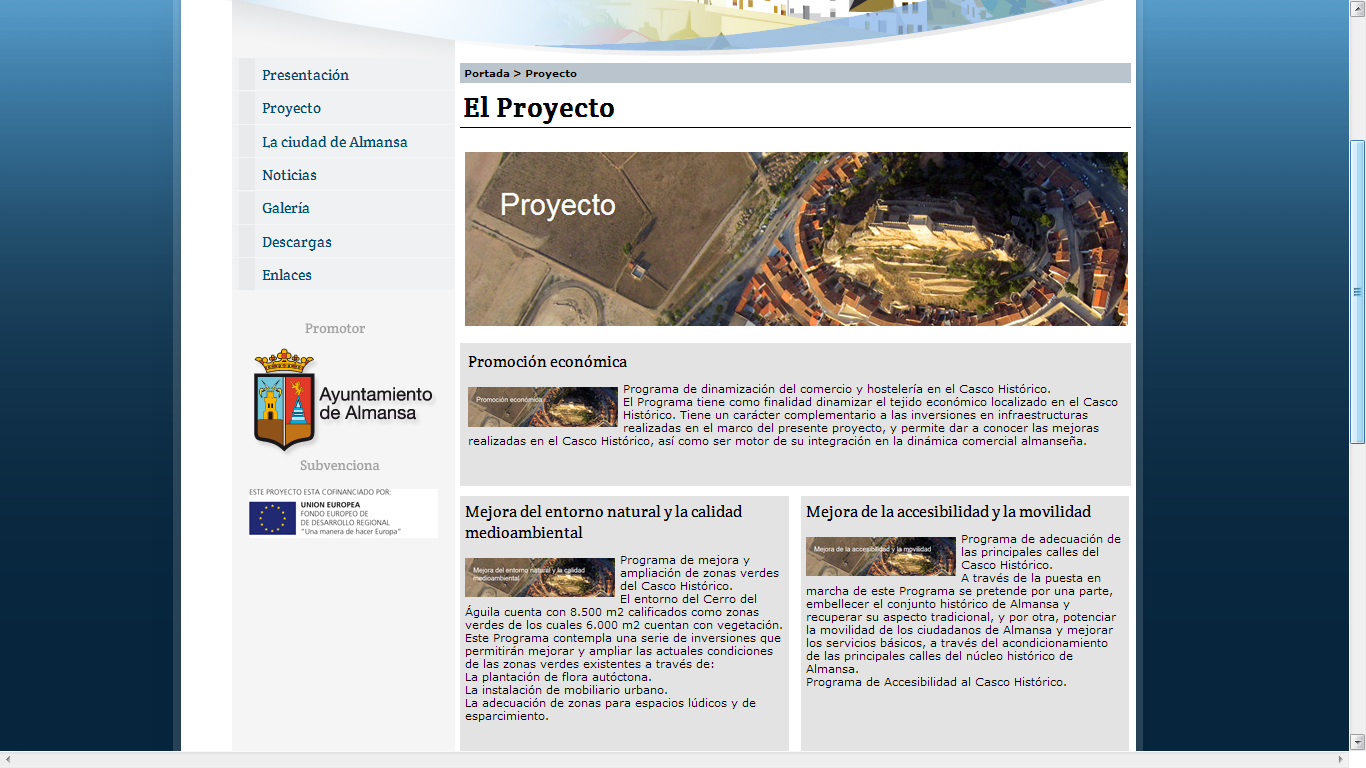 Presentación
Proyecto
La ciudad de Almansa
Noticias
Galería
Descargas
Enlaces
Promotor
Ayuntamiento
de Almansa
Subvenciona
ESTE PROYECTO ESTA COFINANCIADO POR:
UNION EUROPEA
FONDO EUROPEO DE
DE DESARROLLO REGIONAL
"Una manera de hacer Europa"
Portada > Proyecto
El Proyecto
Proyecto
Promoción económica
Promoción económica
Programa de dinamización del comercio y hostelería en el Casco Histórico.
El Programa tiene como finalidad dinamizar el tejido económico localizado en el Casco
Histórico. Tiene un carácter complementario a las inversiones en infraestructuras
realizadas en el marco del presente proyecto, y permite dar a conocer las mejoras
realizadas en el Casco Histórico, así como ser motor de su integración en la dinámica comercial almanseña.
Mejora del entorno natural y la calidad
medioambiental
Mejora del entorno natural y la calidad
medioambiental
Programa de mejora y
ampliación de zonas verdes
del Casco Histórico.
El entorno del Cerro del
Águila cuenta con 8.500 m2 calificados como zonas
verdes de los cuales 6.000 m2 cuentan con vegetación.
Este Programa contempla una serie de inversiones que
permitirán mejorar y ampliar las actuales condiciones
de las zonas verdes existentes a través de:
La plantación de flora autóctona.
La instalación de mobiliario urbano.
La adecuación de zonas para espacios lúdicos y de
esparcimiento.
Mejora de la accesibilidad y la movilidad
Mejora de la accesibilidad y la movilidad
Programa de adecuación de
las principales calles del
Casco Histórico.
A través de la puesta en
marcha de este Programa se pretende por una parte,
embellecer el conjunto histórico de Almansa y
recuperar su aspecto tradicional, y por otra, potenciar
la movilidad de los ciudadanos de Almansa y mejorar
los servicios básicos, a través del acondicionamiento
de las principales calles del núcleo histórico de
Almansa.
Programa de Accesibilidad al Casco Histórico.